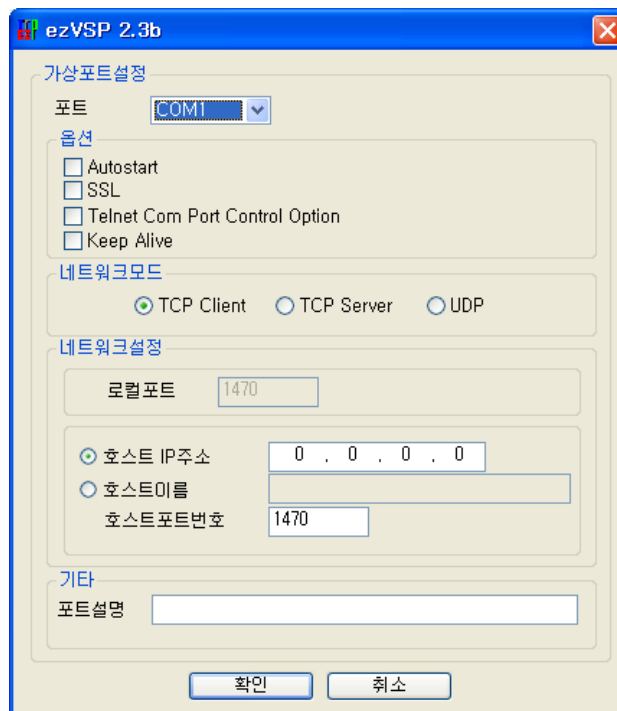 ezVSP 2.3b
가상포트설정
포트 COM1
옵션
Autostart
SSL
Telnet Com Port Control Option
Keep Alive
네트워크모드
TCP Client TCP Server UDP
네트워크설정
로컬포트 1470
호스트 IP주소 0 . 0 . 0 . 0
호스트이름
호스트포트번호 1470
기타
포트설명
확인 취소